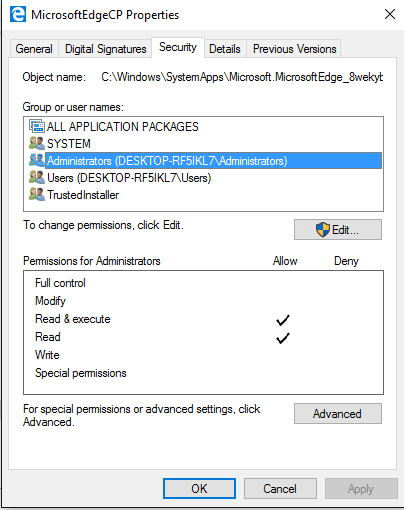 MicrosoftEdgeCP Properties
General Digital Signatures Security Details Previous Versions
Object name: C:\Windows\SystemApps\Microsoft.MicrosoftEdge_8wekyb
Group or user names:
ALL APPLICATION PACKAGES
SYSTEM
Administrators (DESKTOP-RF5IKL7\Administrators)
Users (DESKTOP-RF5IKL7\Users)
TrustedInstaller
To change permissions, click Edit. Edit...
Permissions for Administrators Allow Deny
Full control
Modify
Read & execute
Read
Write
Special permissions
For special permissions or advanced settings, click
Advanced.
Advanced
OK Cancel Apply